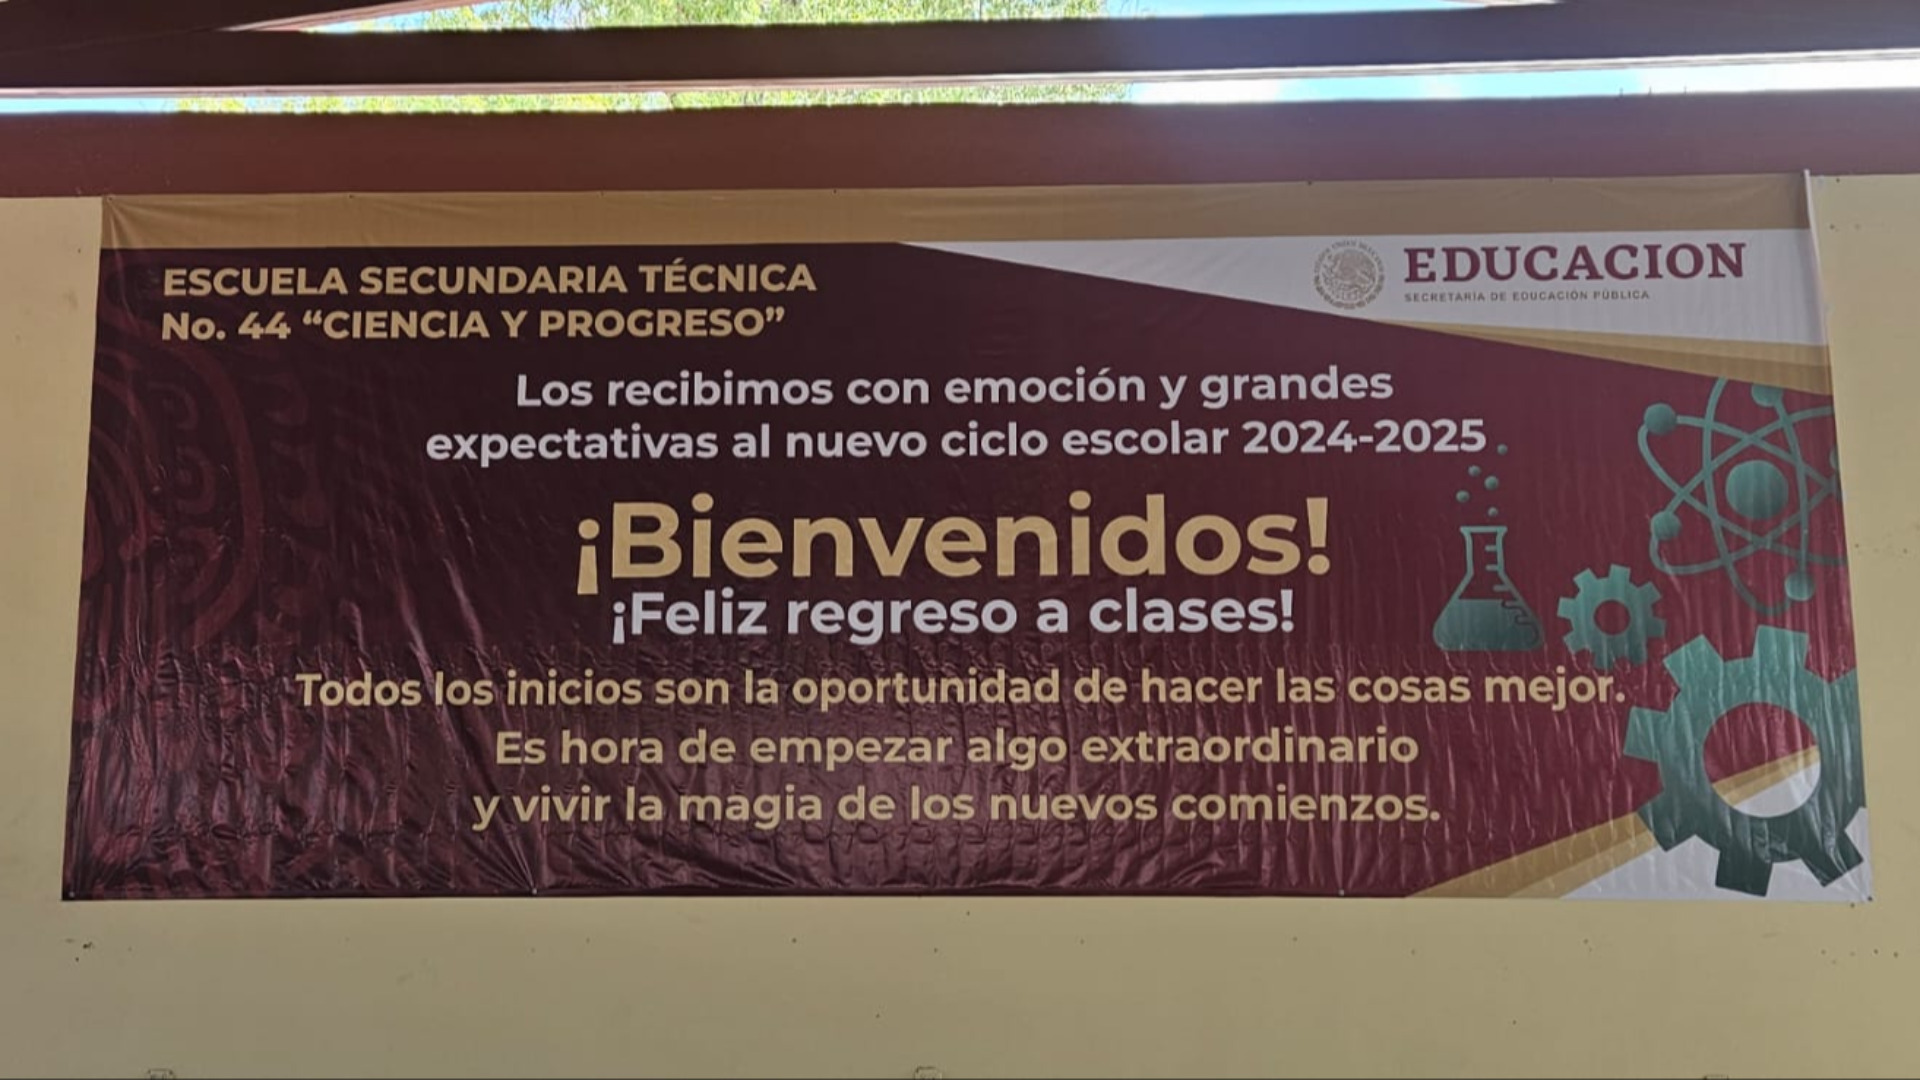 ESCUELA SECUNDARIA TÉCNICA
No. 44 “CIENCIA Y PROGRESO”
EDUCACION
SECRETARÍA DE EDUCACIÓN PÚBLICA
Los recibimos con emoción y grandes
expectativas al nuevo ciclo escolar 2024-2025
¡Bienvenidos!
¡Feliz regreso a clases!
Todos los inicios son la oportunidad de hacer las cosas mejor.
Es hora de empezar algo extraordinario
y vivir la magia de los nuevos comienzos.